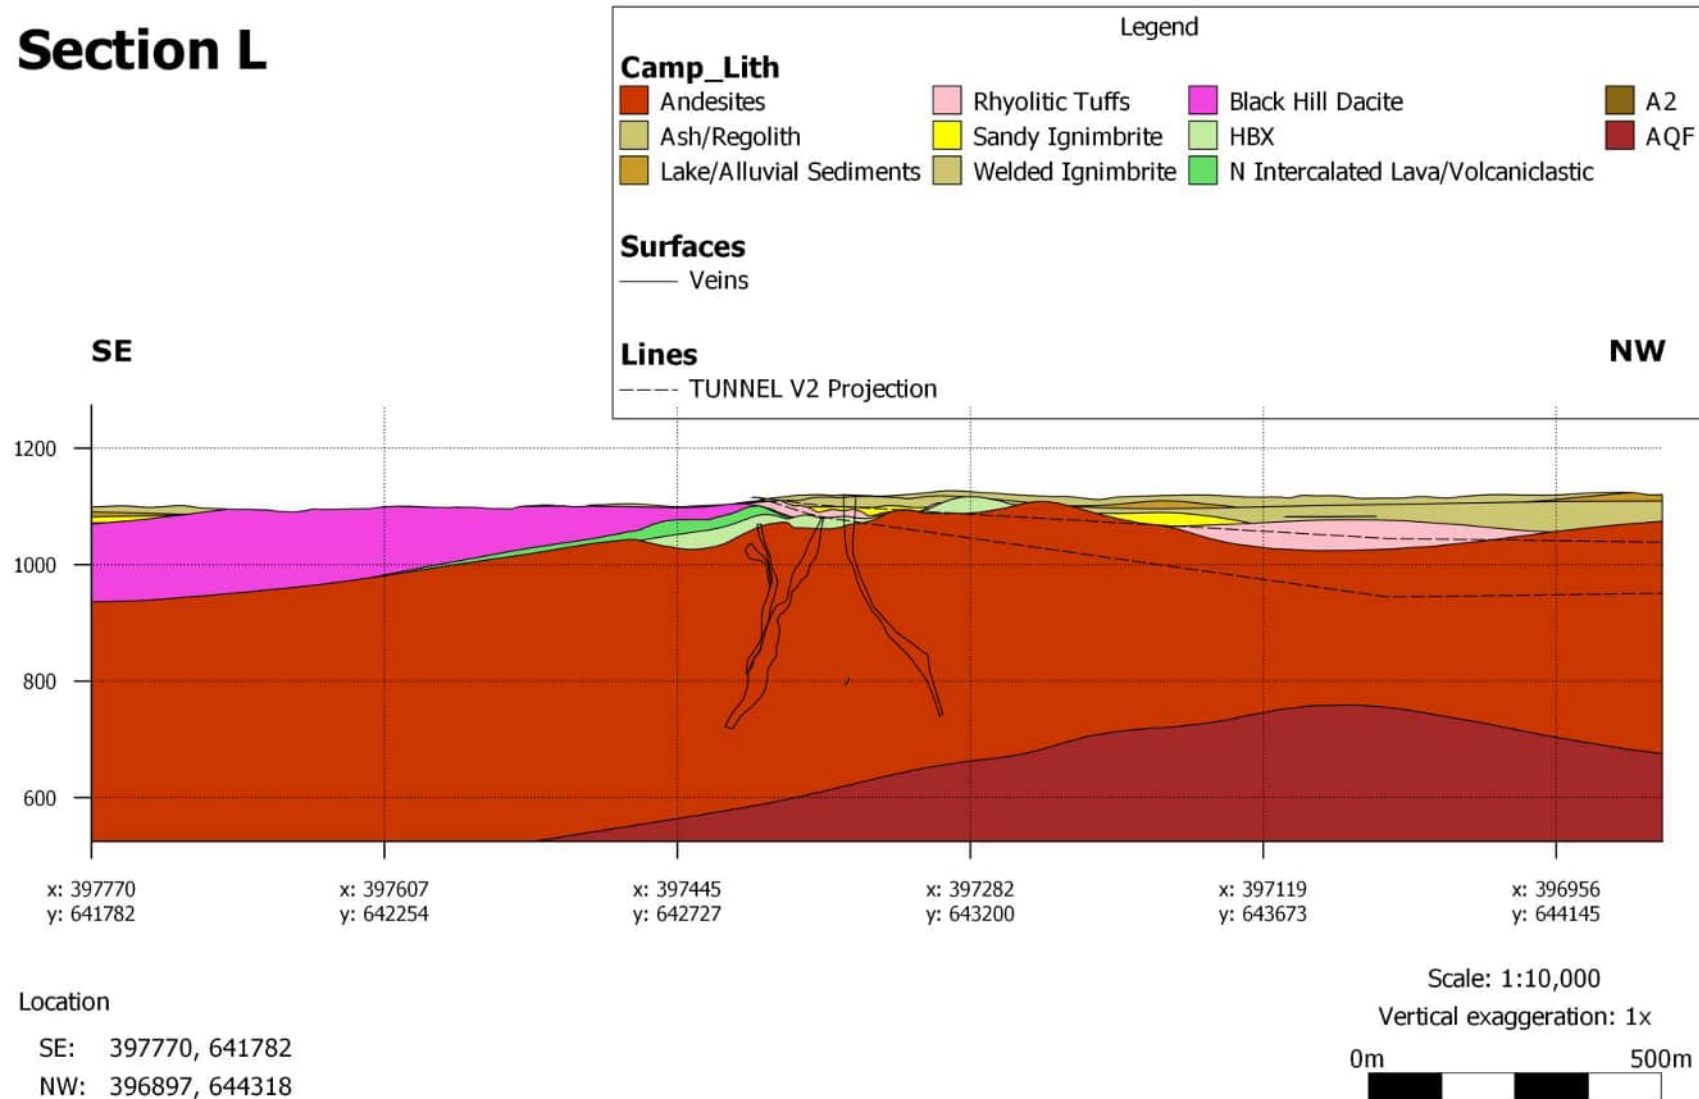 Section L
Legend
Camp_Lith
Andesites
Rhyolitic Tuffs
Black Hill Dacite
A2
Ash/Regolith
Sandy Ignimbrite
HBX
AQF
Lake/Alluvial Sediments
Welded Ignimbrite
N Intercalated Lava/Volcaniclastic
Surfaces
Veins
Lines
TUNNEL V2 Projection
SE
NW
1200
1000
800
600
x: 397770
y: 641782
x: 397607
y: 642254
x: 397445
y: 642727
x: 397282
y: 643200
x: 397119
y: 643673
x: 396956
y: 644145
Location
SE: 397770, 641782
NW: 396897, 644318
Scale: 1:10,000
Vertical exaggeration: 1x
0m 500m